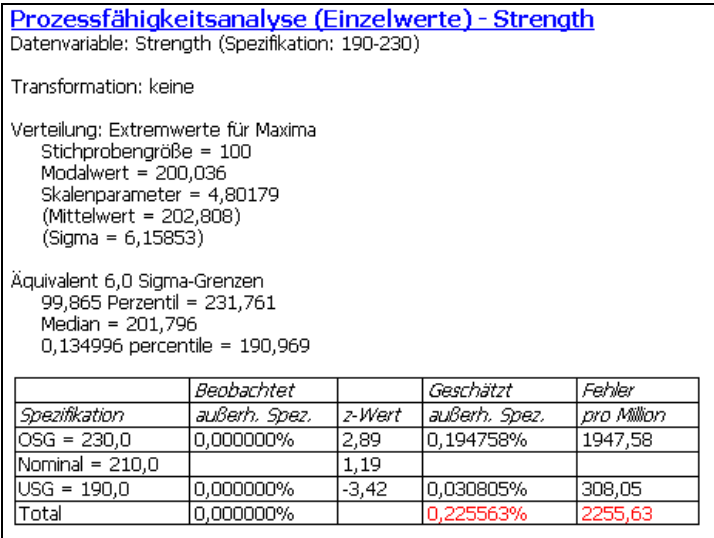 Prozessfähigkeitsanalyse (Einzelwerte) - Strength
Datenvariable: Strength (Spezifikation: 190-230)
Transformation: keine
Verteilung: Extremwerte für Maxima
Stichprobengröße = 100
Modalwert = 200,036
Skalenparameter = 4,80179
(Mittelwert = 202,808)
(Sigma = 6,15853)
Äquivalent 6,0 Sigma-Grenzen
99,865 Perzentil = 231,761
Median = 201,796
0,134996 percentile = 190,969
Beobachtet Geschätzt Fehler
Spezifikation außerh. Spez. z-Wert außerh. Spez. pro Million
OSG = 230,0 0,000000% 2,89 0,194758% 1947,58
Nominal = 210,0 1,19
USG = 190,0 0,000000% -3,42 0,030805% 308,05
Total 0,000000% 0,225563% 2255,63